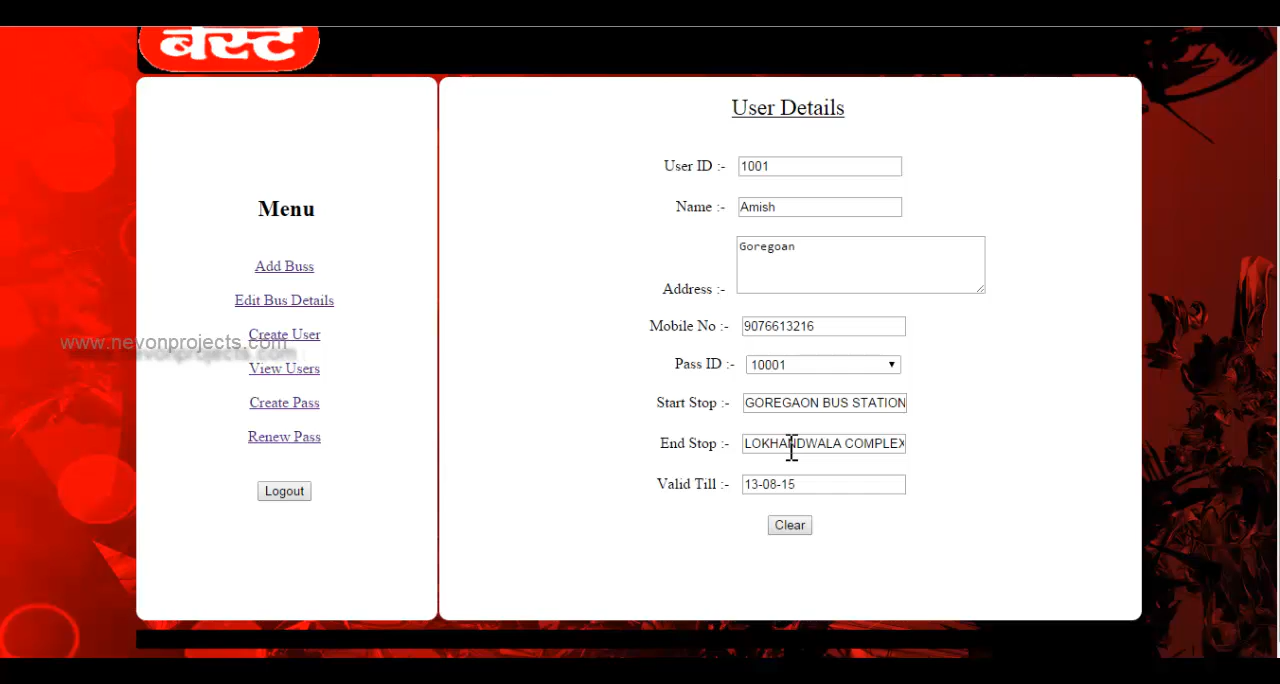 बेस्ट
User Details
User ID :- 1001
Name :- Amish
Goregoan
Address :-
Mobile No :- 9076613216
Pass ID :- 10001
Start Stop :- GOREGAON BUS STATION
End Stop :- LOKHANDWALA COMPLEX
Valid Till :- 13-08-15
Clear
Menu
Add Buss
Edit Bus Details
Create User
www.nevonprojects.com
View Users
Create Pass
Renew Pass
Logout